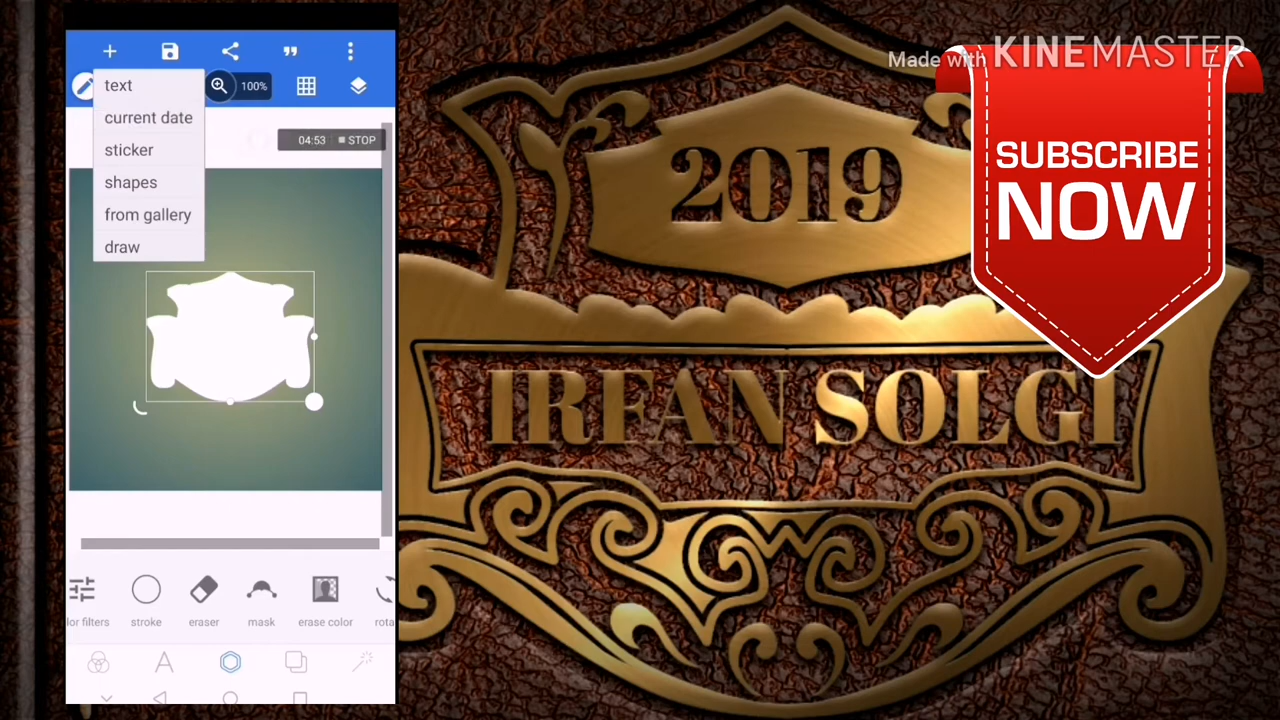 100%
text
current date
sticker
shapes
from gallery
draw
04:53 STOP
lor filters
stroke
eraser
mask
erase color
rota
Made with KINEMASTER
SUBSCRIBE
NOW
2019
IRFAN SOLGI